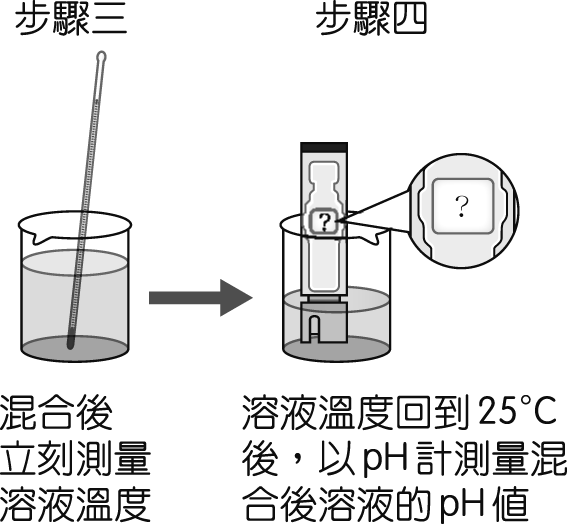 步驟三
步驟四
?
?
混合後
立刻測量
溶液溫度
溶液溫度回到25°C
後，以pH計測量混
合後溶液的pH值